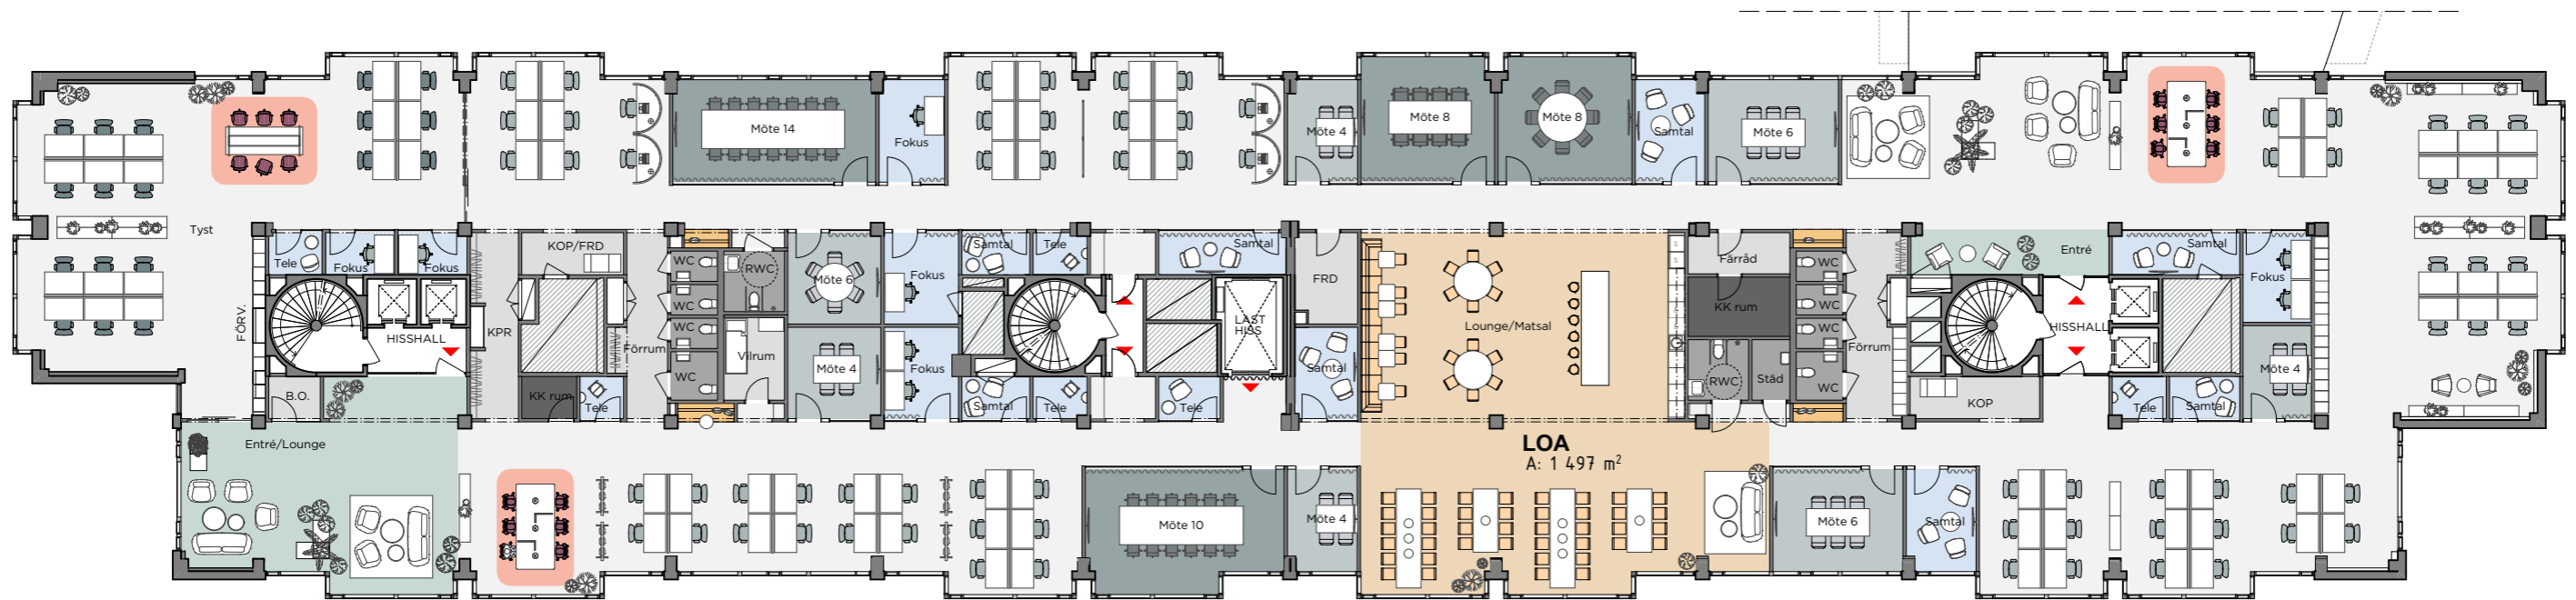 Möte 14
Fokus
Möte 4
Möte 8
Möte 8
Samtal
Möte 6
Tyst
Tele
Fokus
Fokus
KOP/FRD
WC
RWC
Möte 6
Fokus
Samtal
Tele
Samtal
FRD
Färråd
WC
Entré
Samtal
Fokus
FÖRV.
HISSHALL
KPR
WC
WC
WC
Förrum
Vilrum
Möte 4
Fokus
LAST
HISS
Samtal
Lounge/Matsal
KK rum
WC
WC
WC
Förrum
RWC
Städ
HISSHALL
Möte 4
B.O.
KK rum
Tele
Samtal
Tele
Tele
KOP
Tele
Samtal
Entré/Lounge
LOA
A: 1 497 m²
Möte 10
Möte 4
Möte 6
Samtal